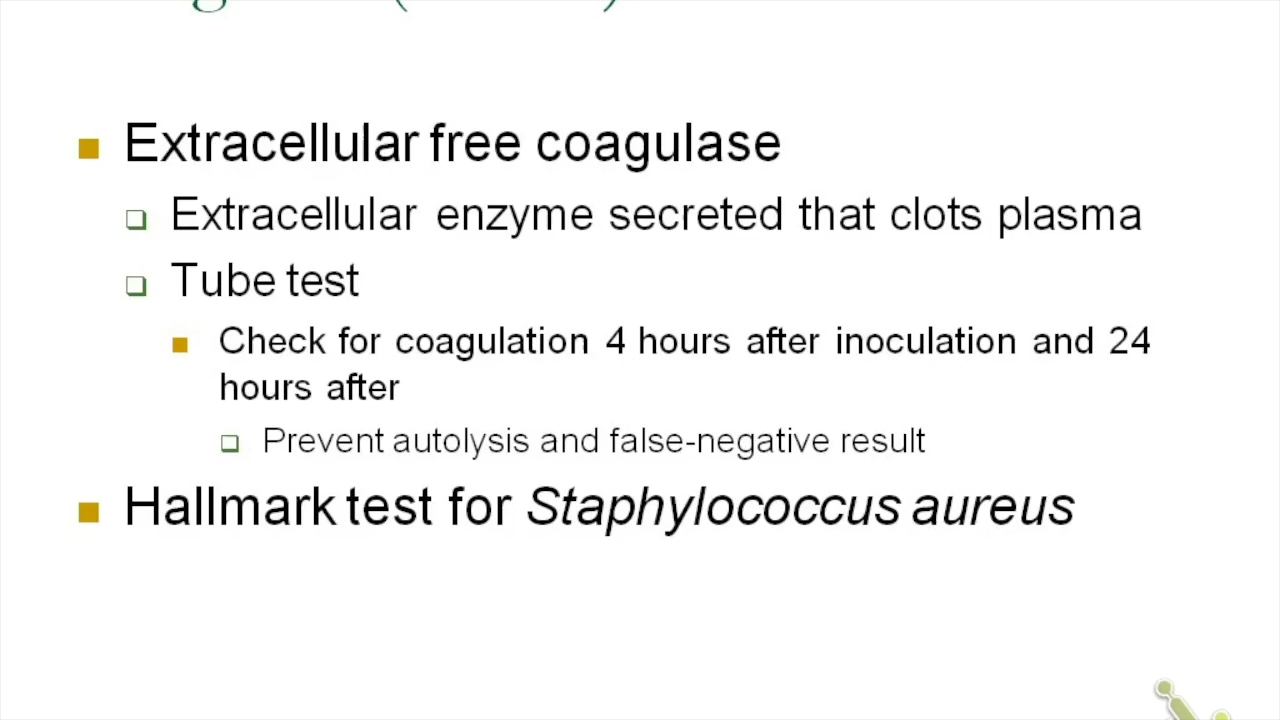 Extracellular free coagulase
Extracellular enzyme secreted that clots plasma
Tube test
Check for coagulation 4 hours after inoculation and 24
hours after
Prevent autolysis and false-negative result
Hallmark test for Staphylococcus aureus